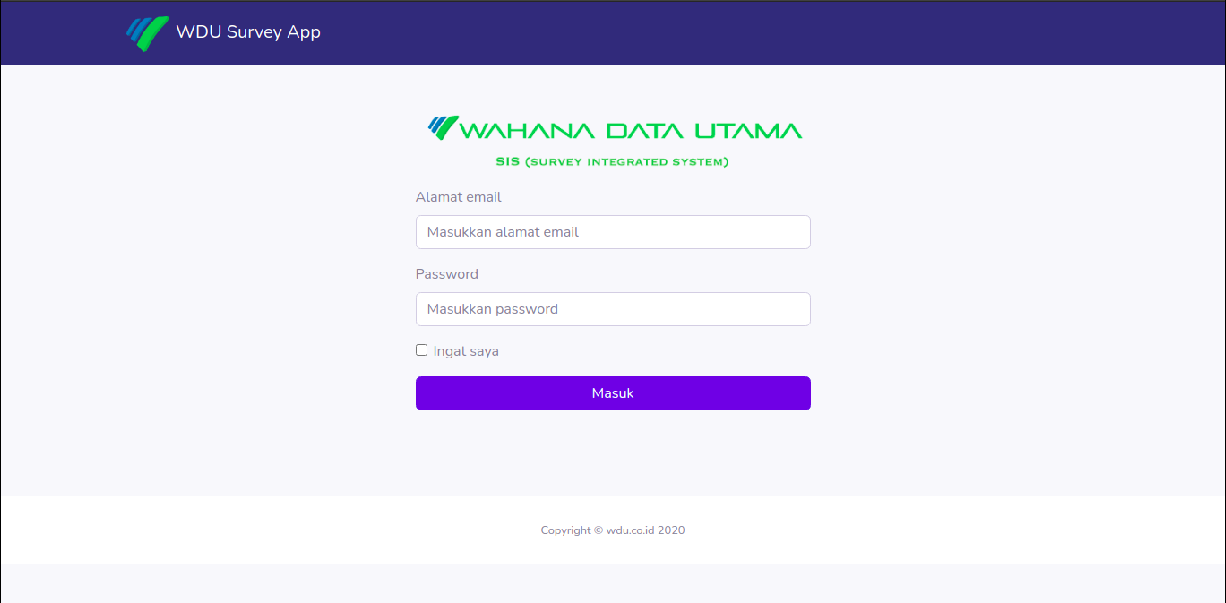 WDU Survey App
WAHANA DATA UTAMA
SIS (SURVEY INTEGRATED SYSTEM)
Alamat email
Masukkan alamat email
Password
Masukkan password
Ingat saya
Masuk
Copyright © wdu.co.id 2020